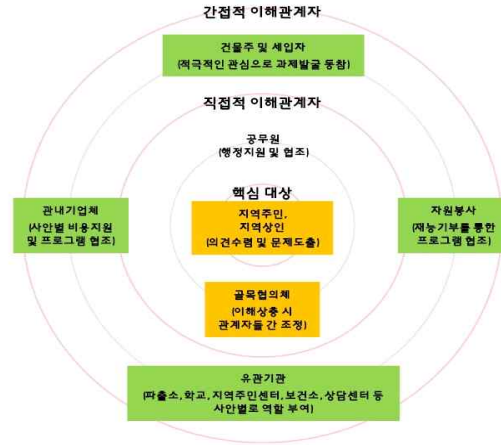 간접적 이해관계자
건물주 및 세입자
(적극적인 관심으로 과제발굴 동참)
직접적 이해관계자
공무원
(행정지원 및 협조)
핵심 대상
관내기업체
(사안별 비용지원
및 프로그램 협조)
지역주민,
지역상인
(의견수렴 및 문제도출)
자원봉사
(재능기부를 통한
프로그램 협조)
골목협의체
(이해상충 시
관계자들 간 조정)
유관기관
(파출소, 학교, 지역주민센터, 보건소, 상담센터 등
사안별로 역할 부여)